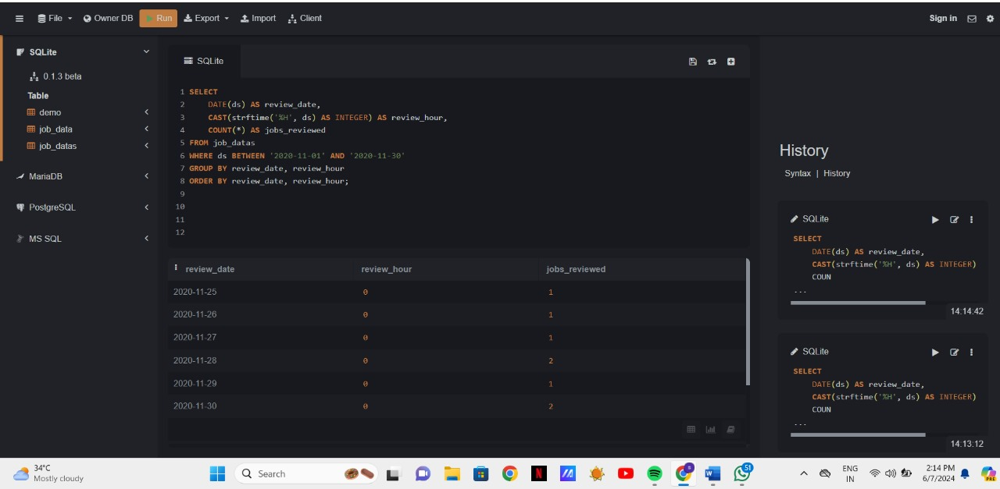 File Owner DB Run Export Import Client Sign in
SQLite
0.1.3 beta
Table
demo
job_data
job_datas
MariaDB
PostgreSQL
MS SQL
SQLite
1 SELECT
2 DATE(ds) AS review_date,
3 CAST(strftime('%H', ds) AS INTEGER) AS review_hour,
4 COUNT(*) AS jobs_reviewed
5 FROM job_datas
6 WHERE ds BETWEEN '2020-11-01' AND '2020-11-30'
7 GROUP BY review_date, review_hour
8 ORDER BY review_date, review_hour;
9
10
11
12
review_date review_hour jobs_reviewed
2020-11-25 0 1
2020-11-26 0 1
2020-11-27 0 1
2020-11-28 0 2
2020-11-29 0 1
2020-11-30 0 2
History
Syntax | History
SQLite
SELECT
DATE(ds) AS review_date,
CAST(strftime('%H', ds) AS INTEGER)
COUN
...
14:14:42
SQLite
SELECT
DATE(ds) AS review_date,
CAST(strftime('%H', ds) AS INTEGER)
COUN
...
14:13:12
34°C
Mostly cloudy
Search
N
W
51
ENG
IN
2:14 PM
6/7/2024
PRE